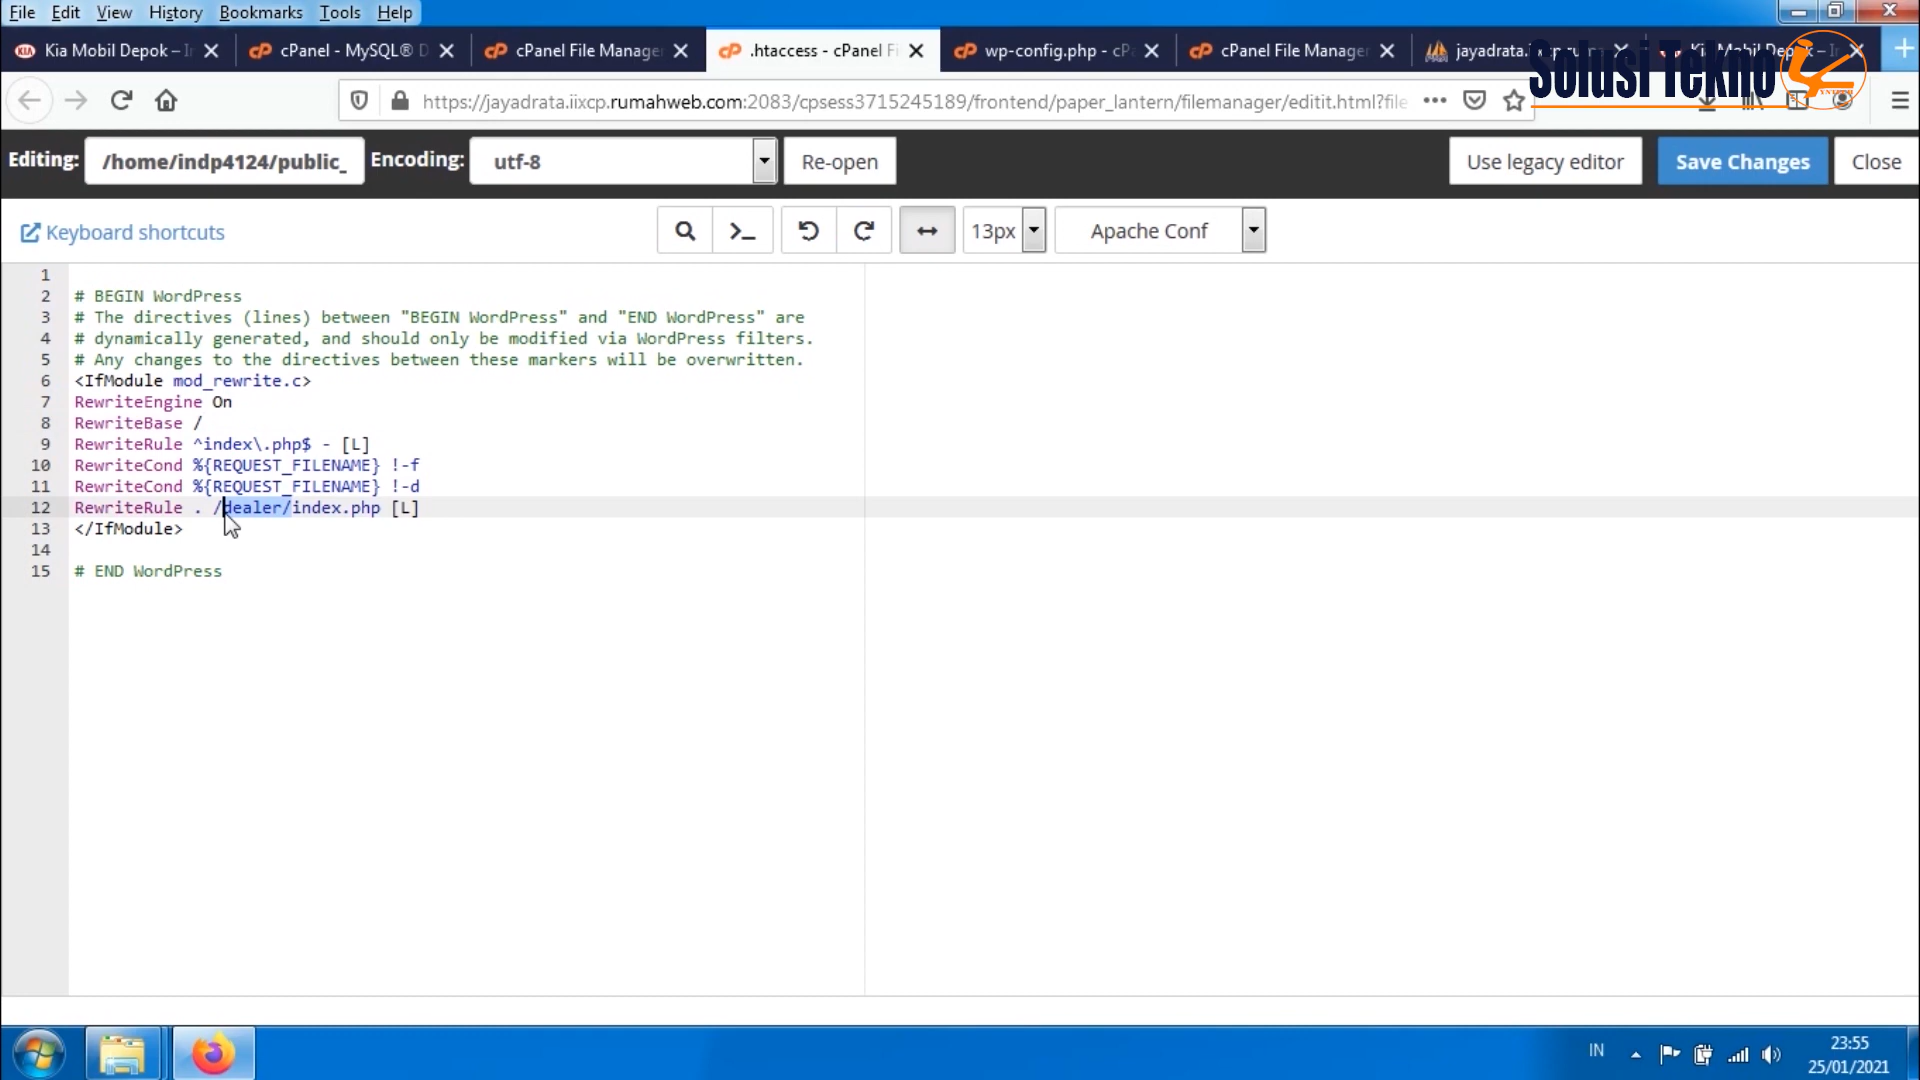 File Edit View History Bookmarks Tools Help
Kia Mobil Depok – I
cPanel - MySQL® D
cPanel File Manage
.htaccess - cPanel Fi
wp-config.php - cPa
cPanel File Manage
jayadrata.
Kia Mobil Depok – I
Solusi Tekno
https://jayadrata.iixcp.rumahweb.com:2083/cpsess3715245189/frontend/paper_lantern/filemanager/editit.html?file
Editing: /home/indp4124/public_ Encoding: utf-8 Re-open Use legacy editor Save Changes Close
Keyboard shortcuts 13px Apache Conf
1
2 # BEGIN WordPress
3 # The directives (lines) between "BEGIN WordPress" and "END WordPress" are
4 # dynamically generated, and should only be modified via WordPress filters.
5 # Any changes to the directives between these markers will be overwritten.
6 <IfModule mod_rewrite.c>
7 RewriteEngine On
8 RewriteBase /
9 RewriteRule ^index\.php$ - [L]
10 RewriteCond %{REQUEST_FILENAME} !-f
11 RewriteCond %{REQUEST_FILENAME} !-d
12 RewriteRule . /dealer/index.php [L]
13 </IfModule>
14
15 # END WordPress
IN
23:55
25/01/2021